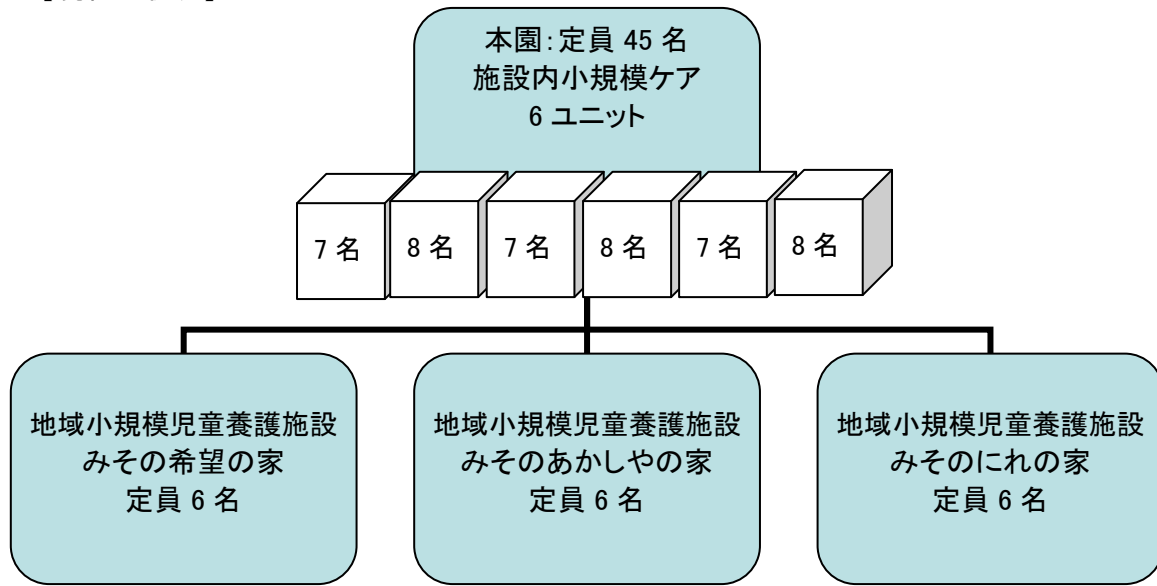 本園：定員 45 名
施設内小規模ケア
6 ユニット
7 名
8 名
7 名
8 名
7 名
8 名
地域小規模児童養護施設
みその希望の家
定員 6 名
地域小規模児童養護施設
みそのあかしやの家
定員 6 名
地域小規模児童養護施設
みそのにれの家
定員 6 名